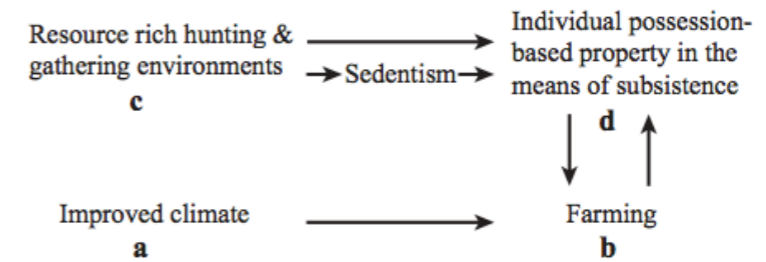 Resource rich hunting &
gathering environments
c
Sedentism
Individual possession-
based property in the
means of subsistence
d
Improved climate
a
Farming
b